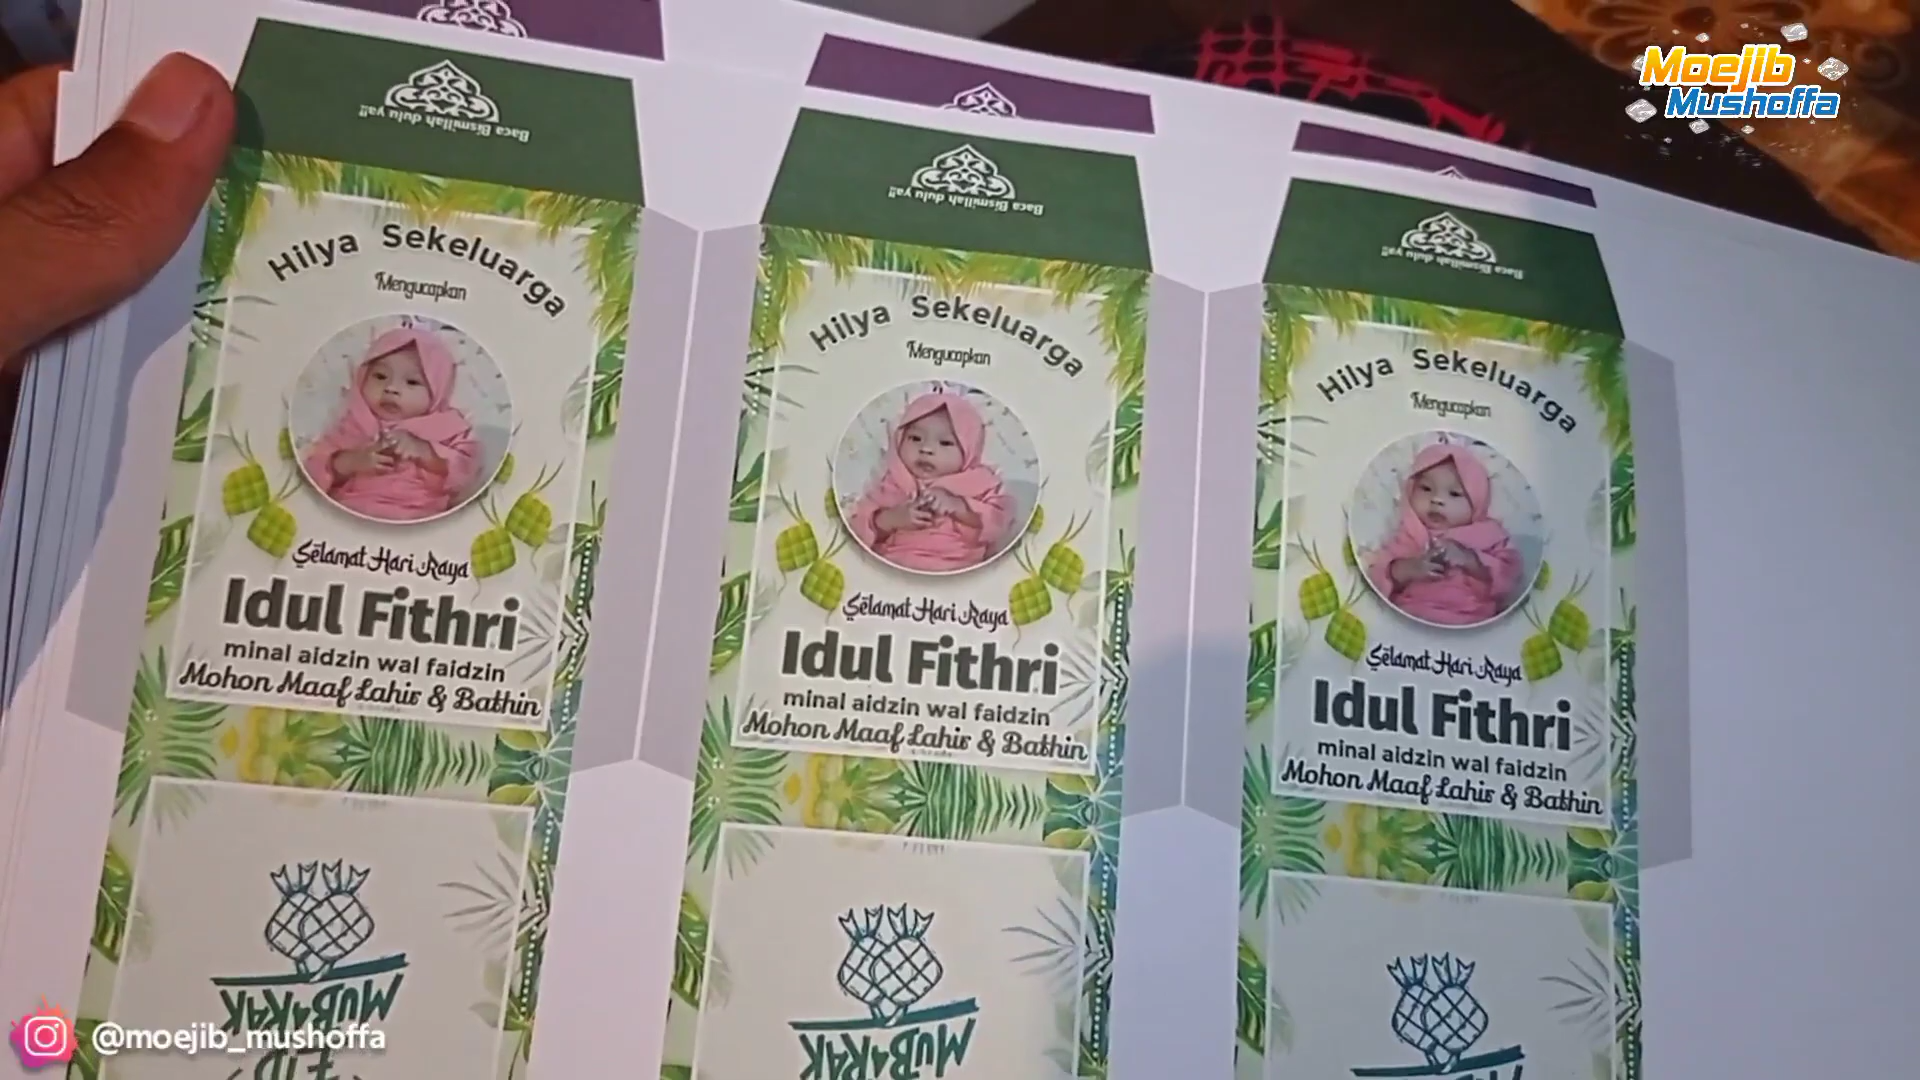 Moejib
Mushoffa
Baca Bismillah dulu ya!!
Hilya Sekeluarga
Mengucapkan
Selamat Hari Raya
Idul Fithri
minal aidzin wal faidzin
Mohon Maaf Lahir & Bathin
MUBARAK
EID
Baca Bismillah dulu ya!!
Hilya Sekeluarga
Mengucapkan
Selamat Hari Raya
Idul Fithri
minal aidzin wal faidzin
Mohon Maaf Lahir & Bathin
MUBARAK
Baca Bismillah dulu ya!!
Hilya Sekeluarga
Mengucapkan
Selamat Hari Raya
Idul Fithri
minal aidzin wal faidzin
Mohon Maaf Lahir & Bathin
@moejib_mushoffa